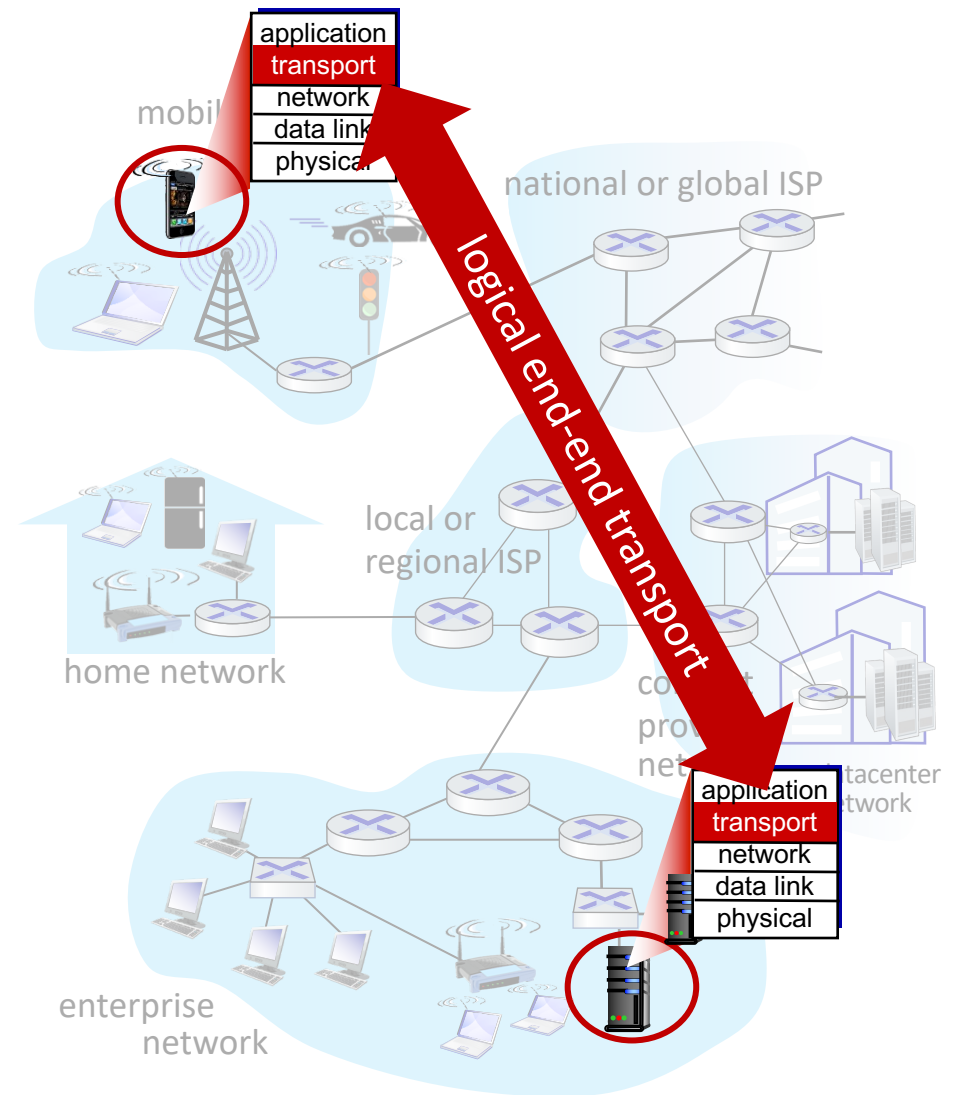 application
transport
network
data link
physical
national or global ISP
logical end-end transport
local or
regional ISP
home network
application
transport
network
data link
physical
enterprise
network